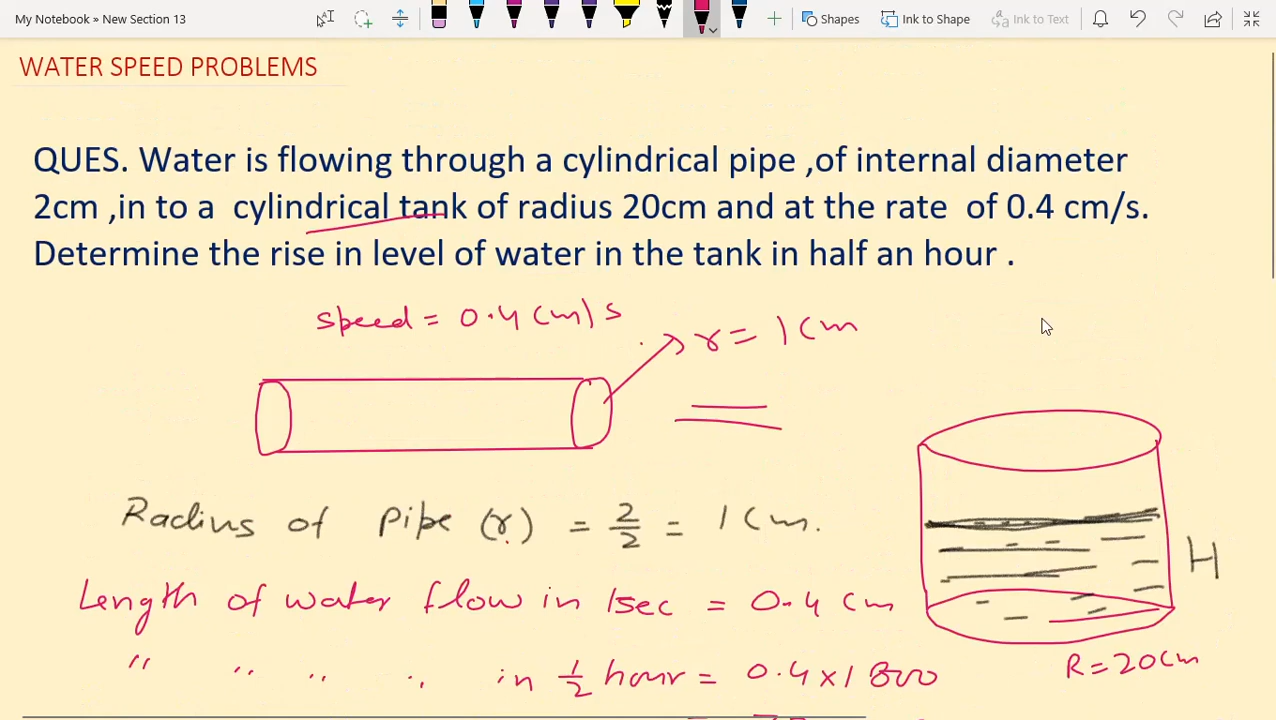 My Notebook » New Section 13
Shapes
Ink to Shape
Ink to Text
WATER SPEED PROBLEMS
QUES. Water is flowing through a cylindrical pipe ,of internal diameter
2cm ,in to a cylindrical tank of radius 20cm and at the rate of 0.4 cm/s.
Determine the rise in level of water in the tank in half an hour .
speed = 0.4 (m) s
r = 1 cm
Radius of pipe (r) = 2/2 = 1 cm.
H
Length of water flow in 1sec = 0.4 cm
R = 20cm
" " " " in 1/2 hour = 0.4 x 1800